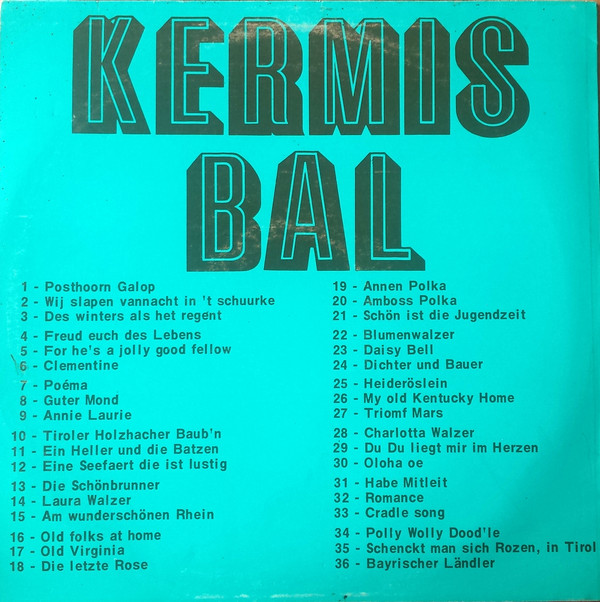 KERMIS
BAL
1 - Posthoorn Galop
2 - Wij slapen vannacht in 't schuurke
3 - Des winters als het regent
4 - Freud euch des Lebens
5 - For he's a jolly good fellow
6 - Clementine
7 - Poéma
8 - Guter Mond
9 - Annie Laurie
10 - Tiroler Holzhacher Baub'n
11 - Ein Heller und die Batzen
12 - Eine Seefaert die ist lustig
13 - Die Schönbrunner
14 - Laura Walzer
15 - Am wunderschönen Rhein
16 - Old folks at home
17 - Old Virginia
18 - Die letzte Rose
19 - Annen Polka
20 - Amboss Polka
21 - Schön ist die Jugendzeit
22 - Blumenwalzer
23 - Daisy Bell
24 - Dichter und Bauer
25 - Heideröslein
26 - My old Kentucky Home
27 - Triomf Mars
28 - Charlotta Walzer
29 - Du Du liegt mir im Herzen
30 - Oloha oe
31 - Habe Mitleit
32 - Romance
33 - Cradle song
34 - Polly Wolly Dood'le
35 - Schenckt man sich Rozen, in Tirol
36 - Bayrischer Ländler